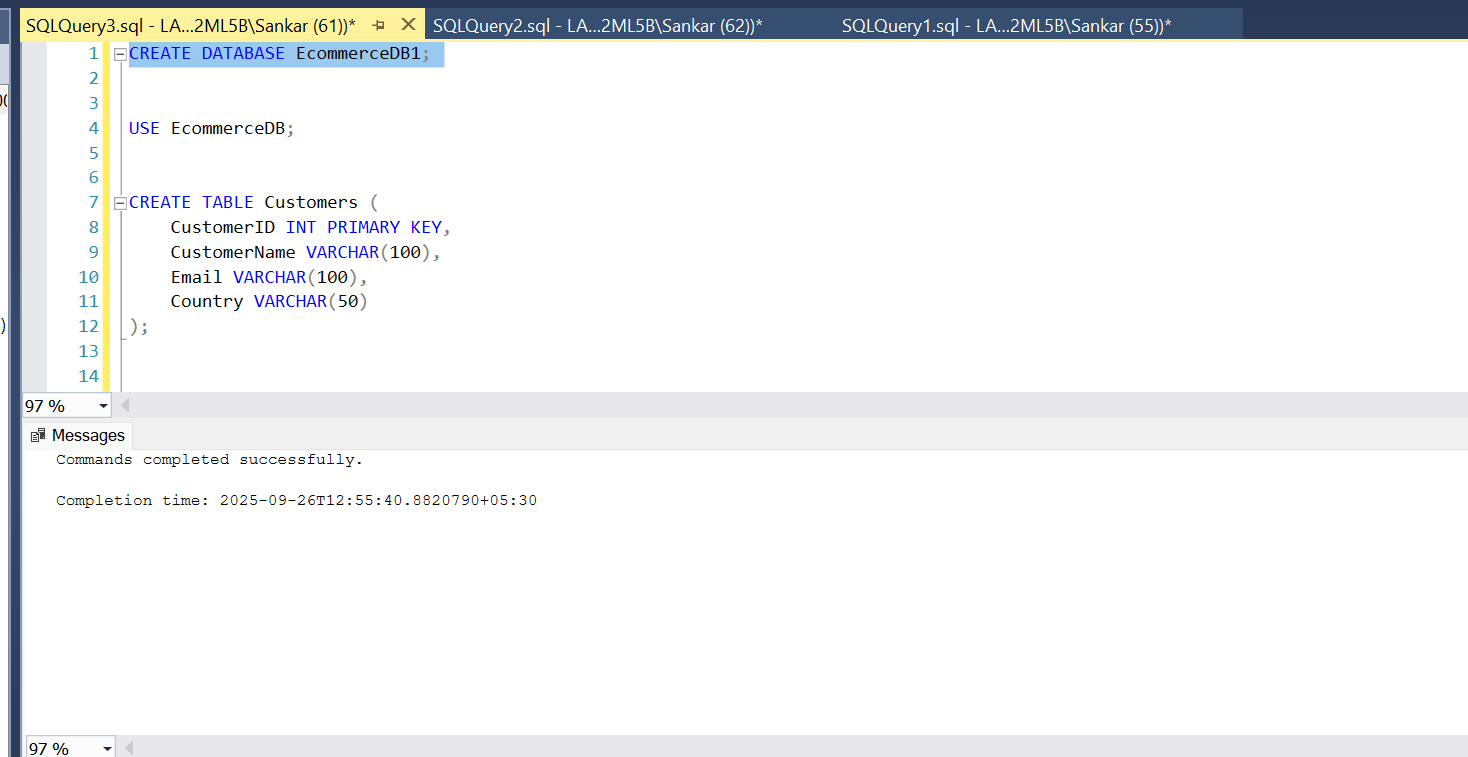 SQLQuery3.sql - LA...2ML5B\Sankar (61))* SQLQuery2.sql - LA...2ML5B\Sankar (62))* SQLQuery1.sql - LA...2ML5B\Sankar (55))*
1 CREATE DATABASE EcommerceDB1;
2
3
4 USE EcommerceDB;
5
6
7 CREATE TABLE Customers (
8 CustomerID INT PRIMARY KEY,
9 CustomerName VARCHAR(100),
10 Email VARCHAR(100),
11 Country VARCHAR(50)
12 );
13
14
97 %
Messages
Commands completed successfully.
Completion time: 2025-09-26T12:55:40.8820790+05:30
97 %